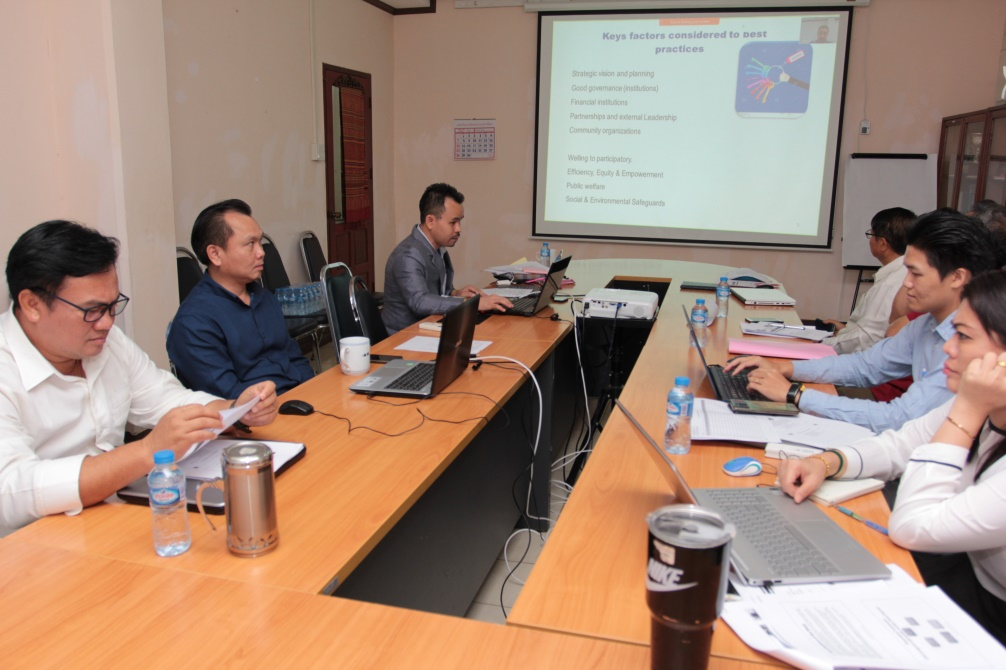 Keys factors considered to best
practices
Strategic vision and planning
Good governance (institutions)
Financial institutions
Partnerships and external Leadership
Community organizations
Welling to participatory,
Efficiency, Equity & Empowerment
Public welfare
Social & Environmental Safeguards
NIKE